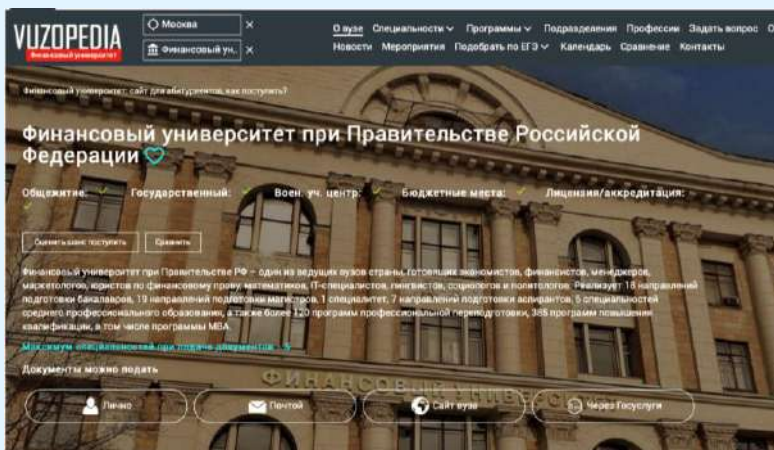 VUZOPEDIA
Финансовый университет
Москва ×
Финансовый ун.. ×
О вузе Специальности Программы Подразделения Профессии Задать вопрос О
Новости Мероприятия Подобрать по ЕГЭ Календарь Сравнение Контакты
Финансовый университет: сайт для абитуриентов, как поступить?
Финансовый университет при Правительстве Российской
Федерации
Общежитие: Государственный: Воен. уч. центр: Бюджетные места: Лицензия/аккредитация:
Оценить шанс поступить Сравнить
Финансовый университет при Правительстве РФ – один из ведущих вузов страны, готовящих экономистов, финансистов, менеджеров,
маркетологов, юристов по финансовому праву, математиков, IT-специалистов, лингвистов, социологов и политологов. Реализует 18 направлений
подготовки бакалавров, 19 направлений подготовки магистров, 1 специалитет, 7 направлений подготовки аспирантов, 5 специальностей
среднего профессионального образования, а также более 120 программ профессиональной переподготовки, 385 программ повышения
квалификации, в том числе программы MBA.
Максимум специальностей при подаче документов - 5
Документы можно подать
ФИНАНСОВЫЙ УНИВЕРС
Лично Почтой Сайт вуза Через Госуслуги